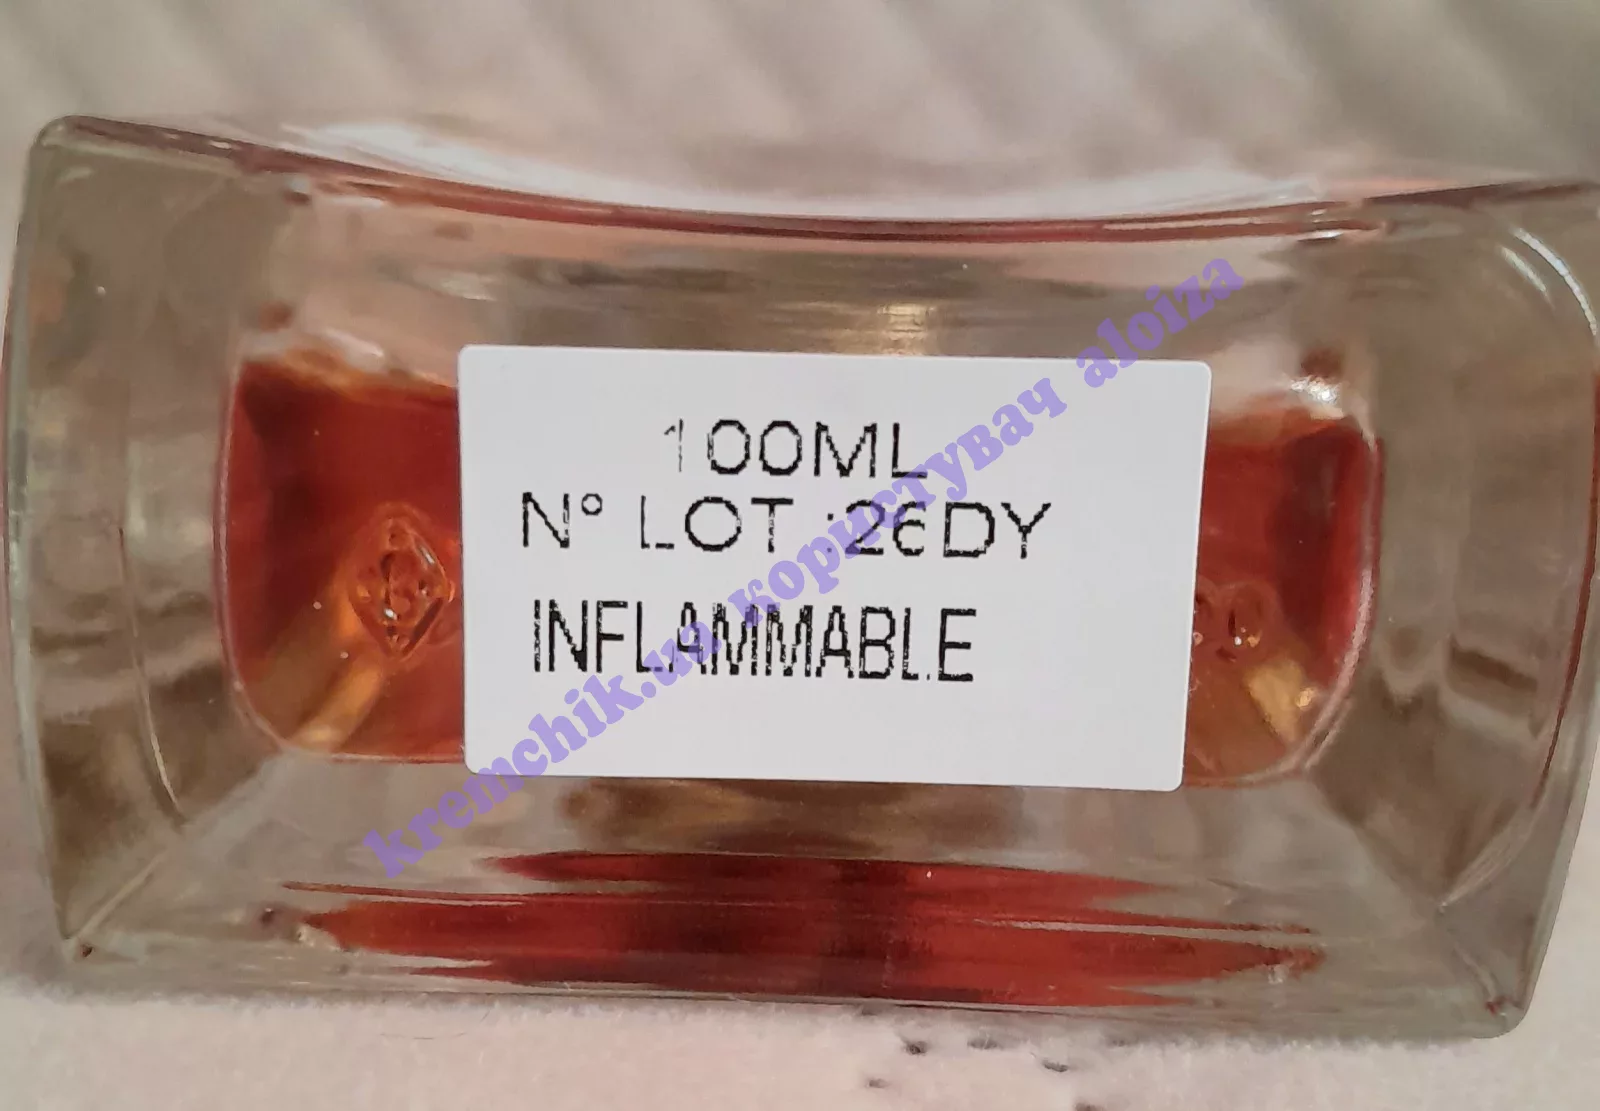 100ML
N° LOT :26DY
INFLAMMABLE
kremchik.ua користувач aloiza